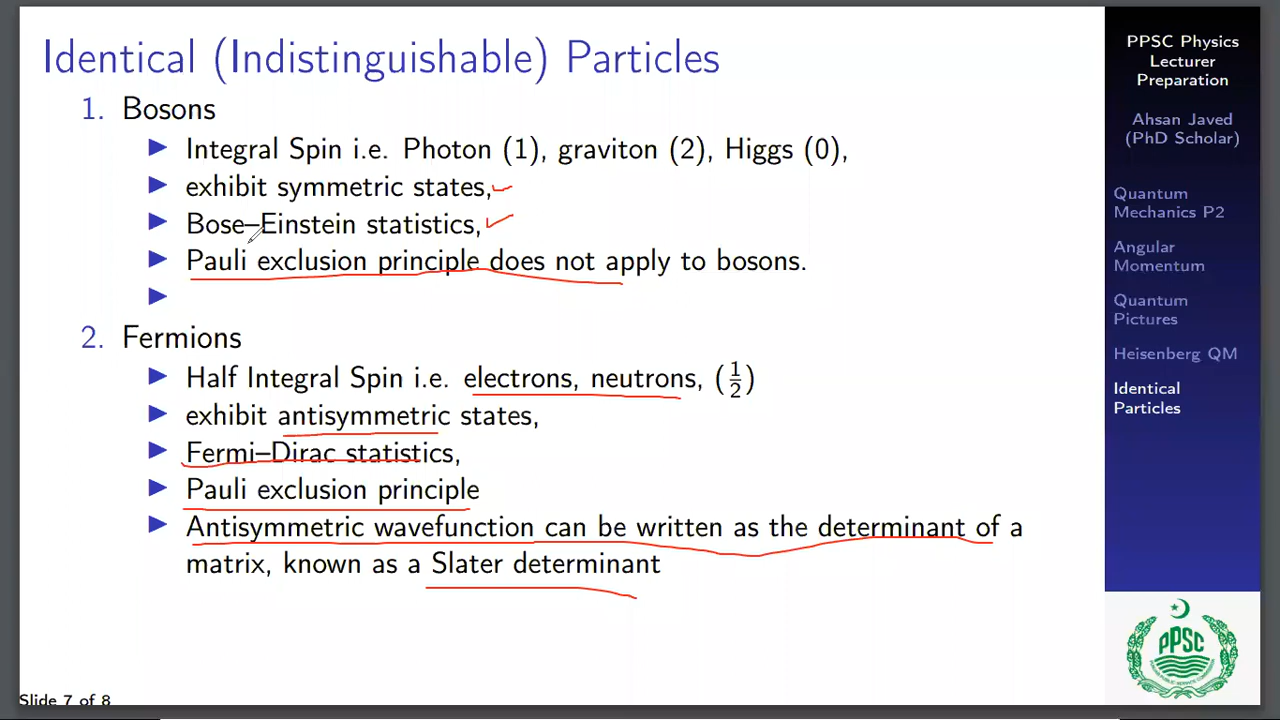 Identical (Indistinguishable) Particles
1. Bosons
▶ Integral Spin i.e. Photon (1), graviton (2), Higgs (0),
▶ exhibit symmetric states,
▶ Bose–Einstein statistics,
▶ Pauli exclusion principle does not apply to bosons.
▶
2. Fermions
▶ Half Integral Spin i.e. electrons, neutrons, (1/2)
▶ exhibit antisymmetric states,
▶ Fermi–Dirac statistics,
▶ Pauli exclusion principle
▶ Antisymmetric wavefunction can be written as the determinant of a
matrix, known as a Slater determinant
Slide 7 of 8
PPSC Physics
Lecturer
Preparation
Ahsan Javed
(PhD Scholar)
Quantum
Mechanics P2
Angular
Momentum
Quantum
Pictures
Heisenberg QM
Identical
Particles
PPSC